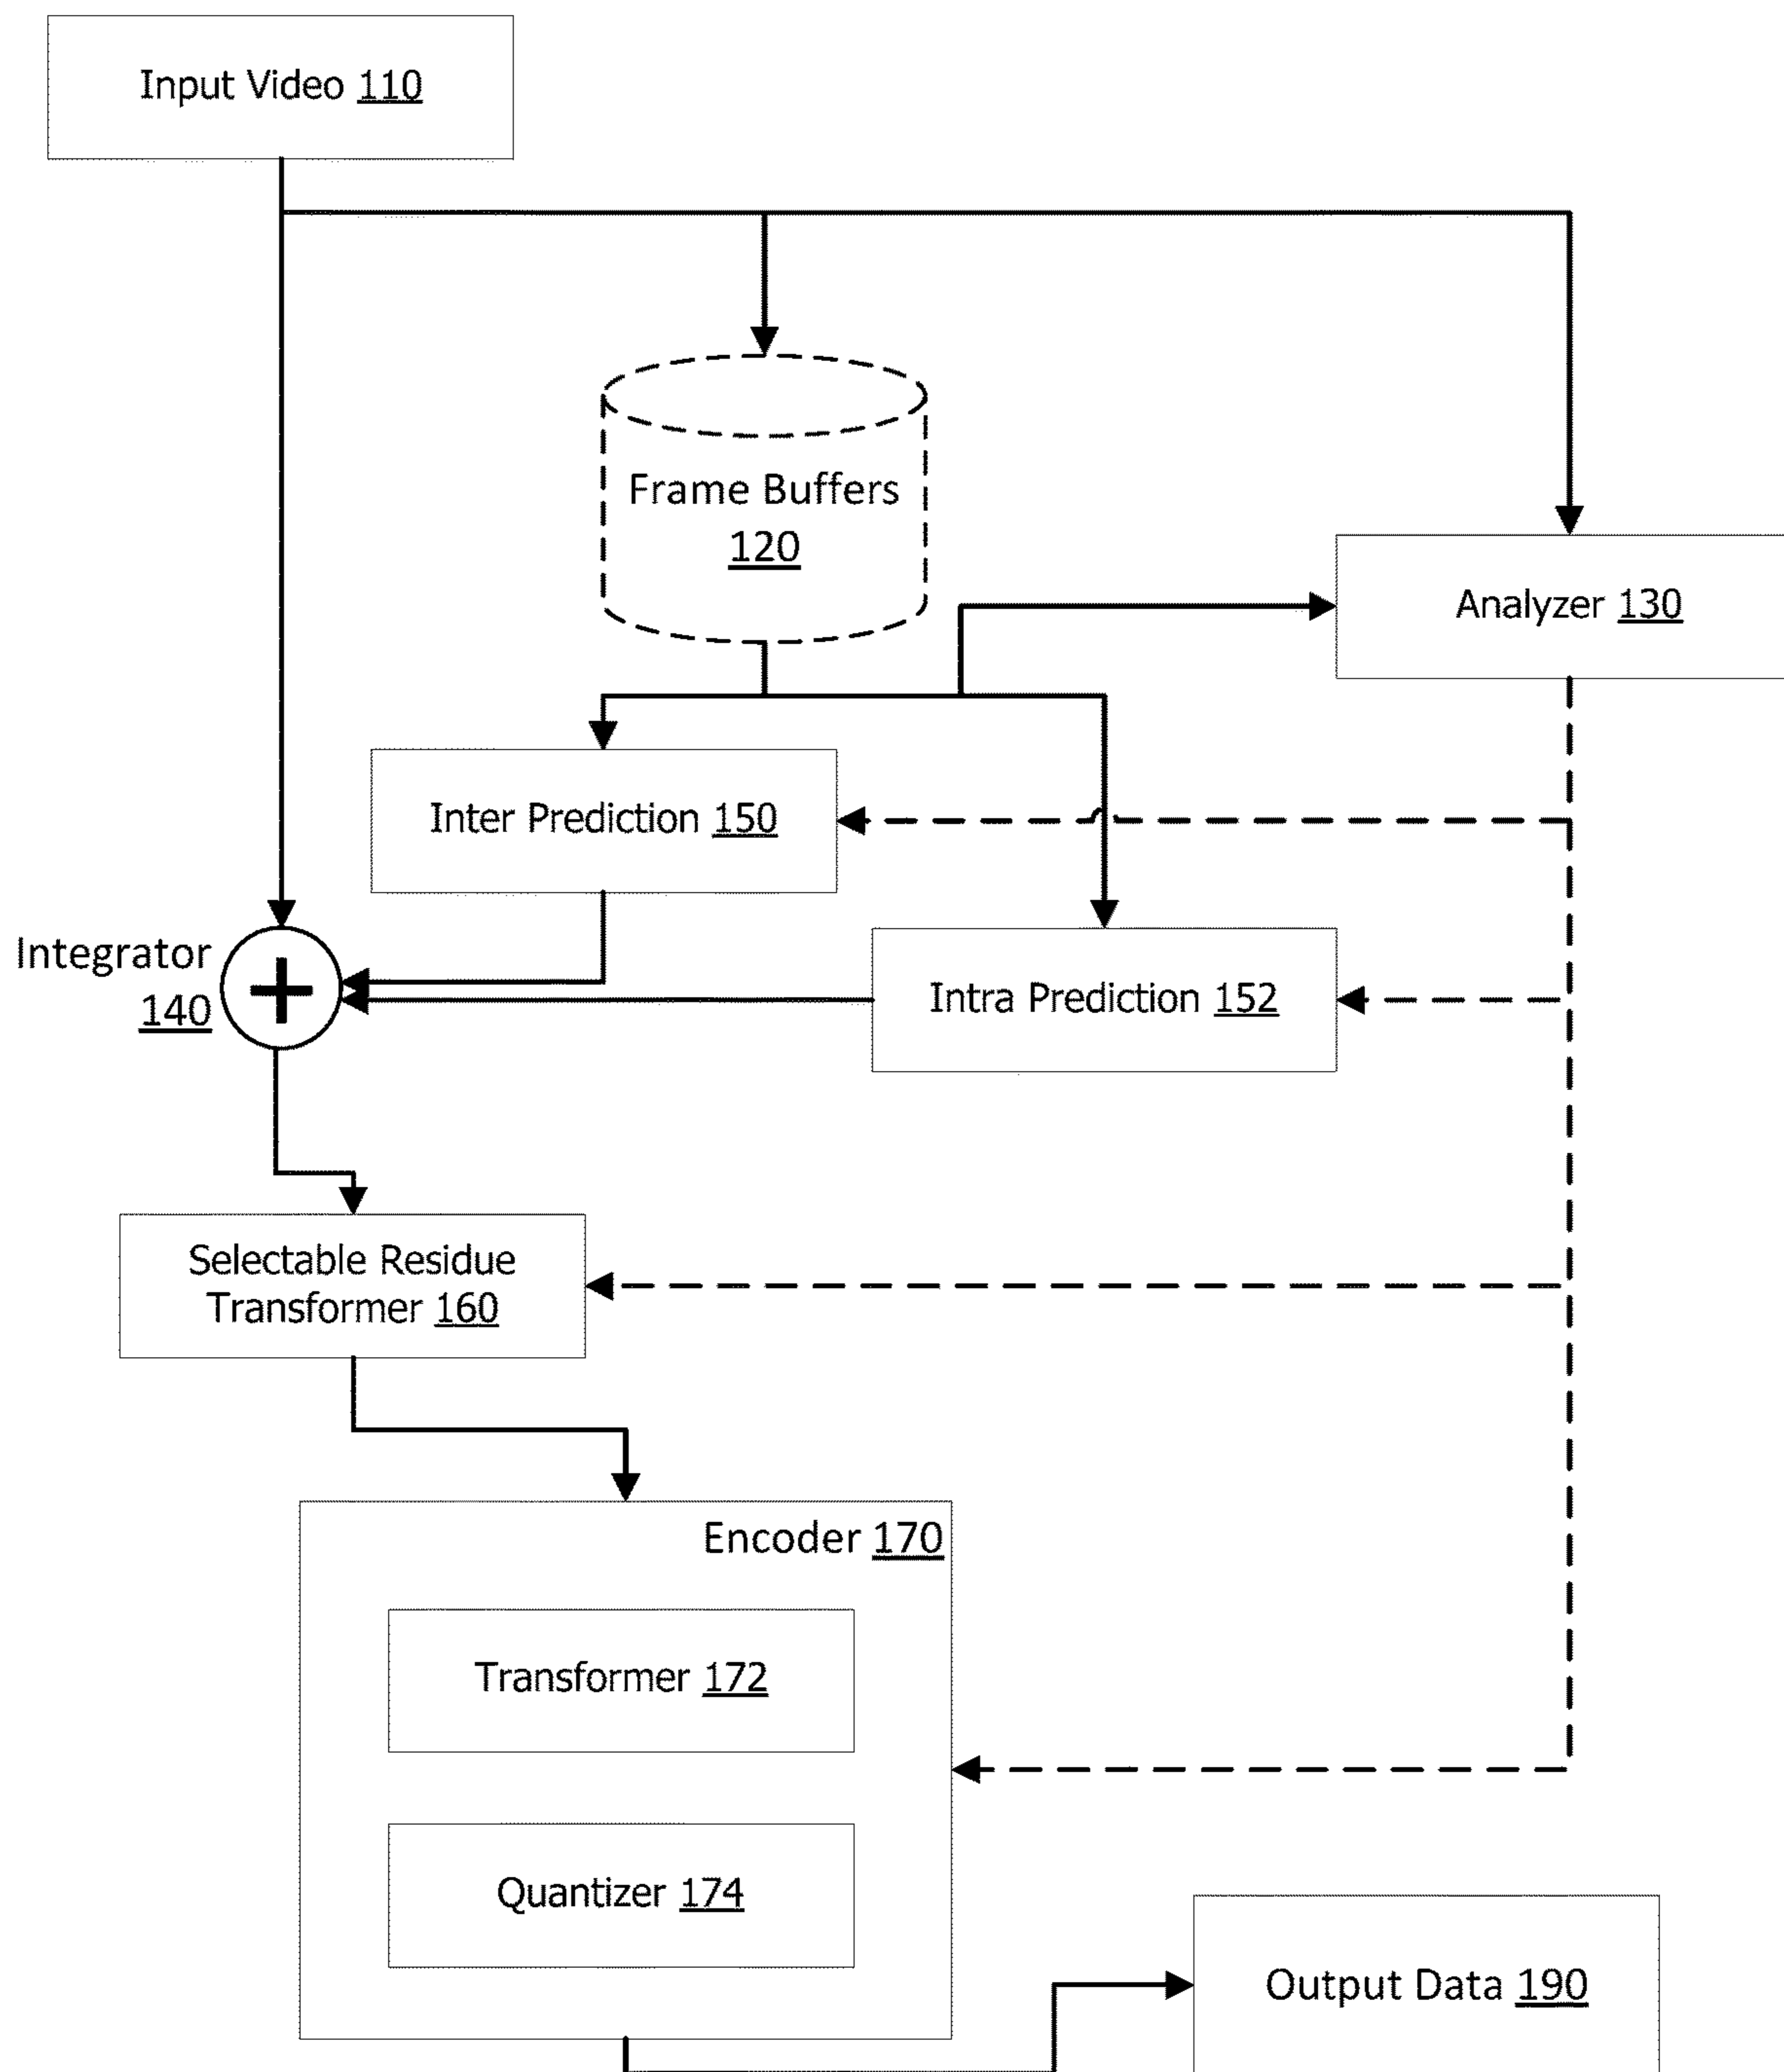 Input Video 110
Frame Buffers
120
Analyzer 130
Inter Prediction 150
Integrator
140
+
Intra Prediction 152
Selectable Residue
Transformer 160
Encoder 170
Transformer 172
Quantizer 174
Output Data 190